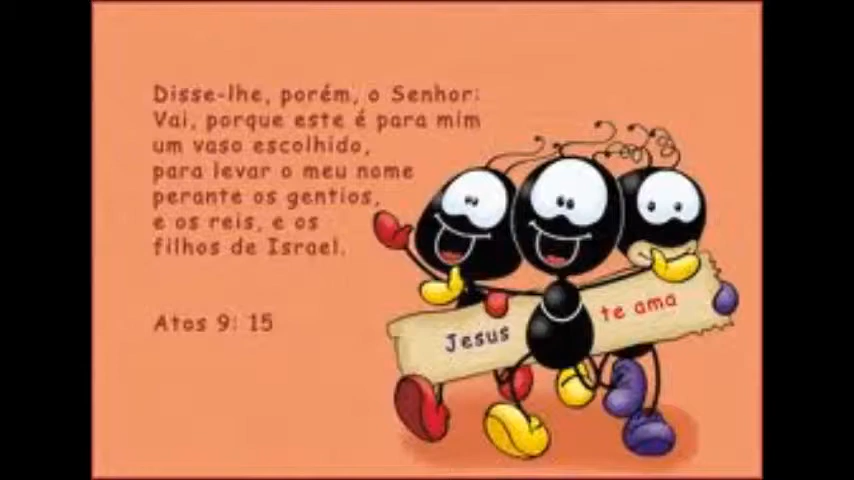 Disse-lhe, porém, o Senhor:
Vai, porque este é para mim
um vaso escolhido,
para levar o meu nome
perante os gentios,
e os reis, e os
filhos de Israel.
Atos 9: 15
Jesus te ama